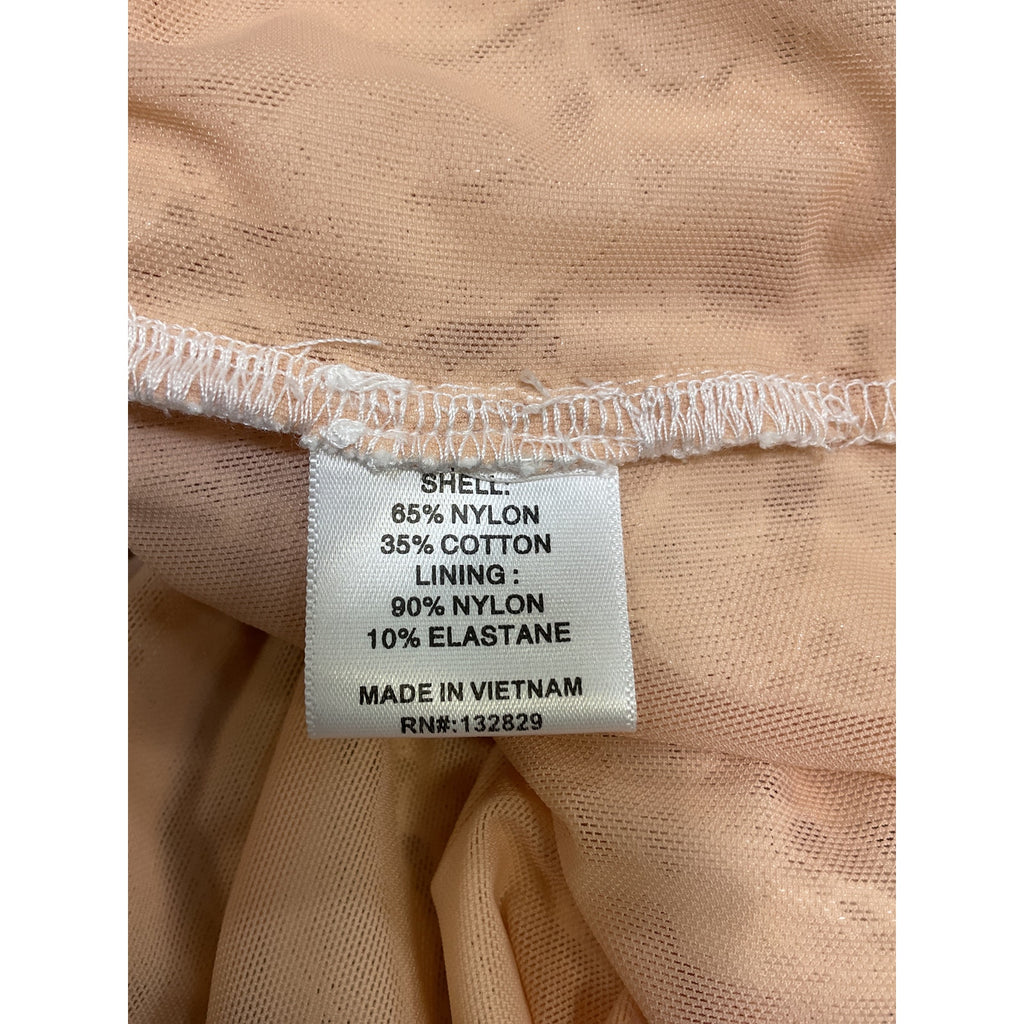 SHELL:
65% NYLON
35% COTTON
LINING :
90% NYLON
10% ELASTANE
MADE IN VIETNAM
RN#:132829